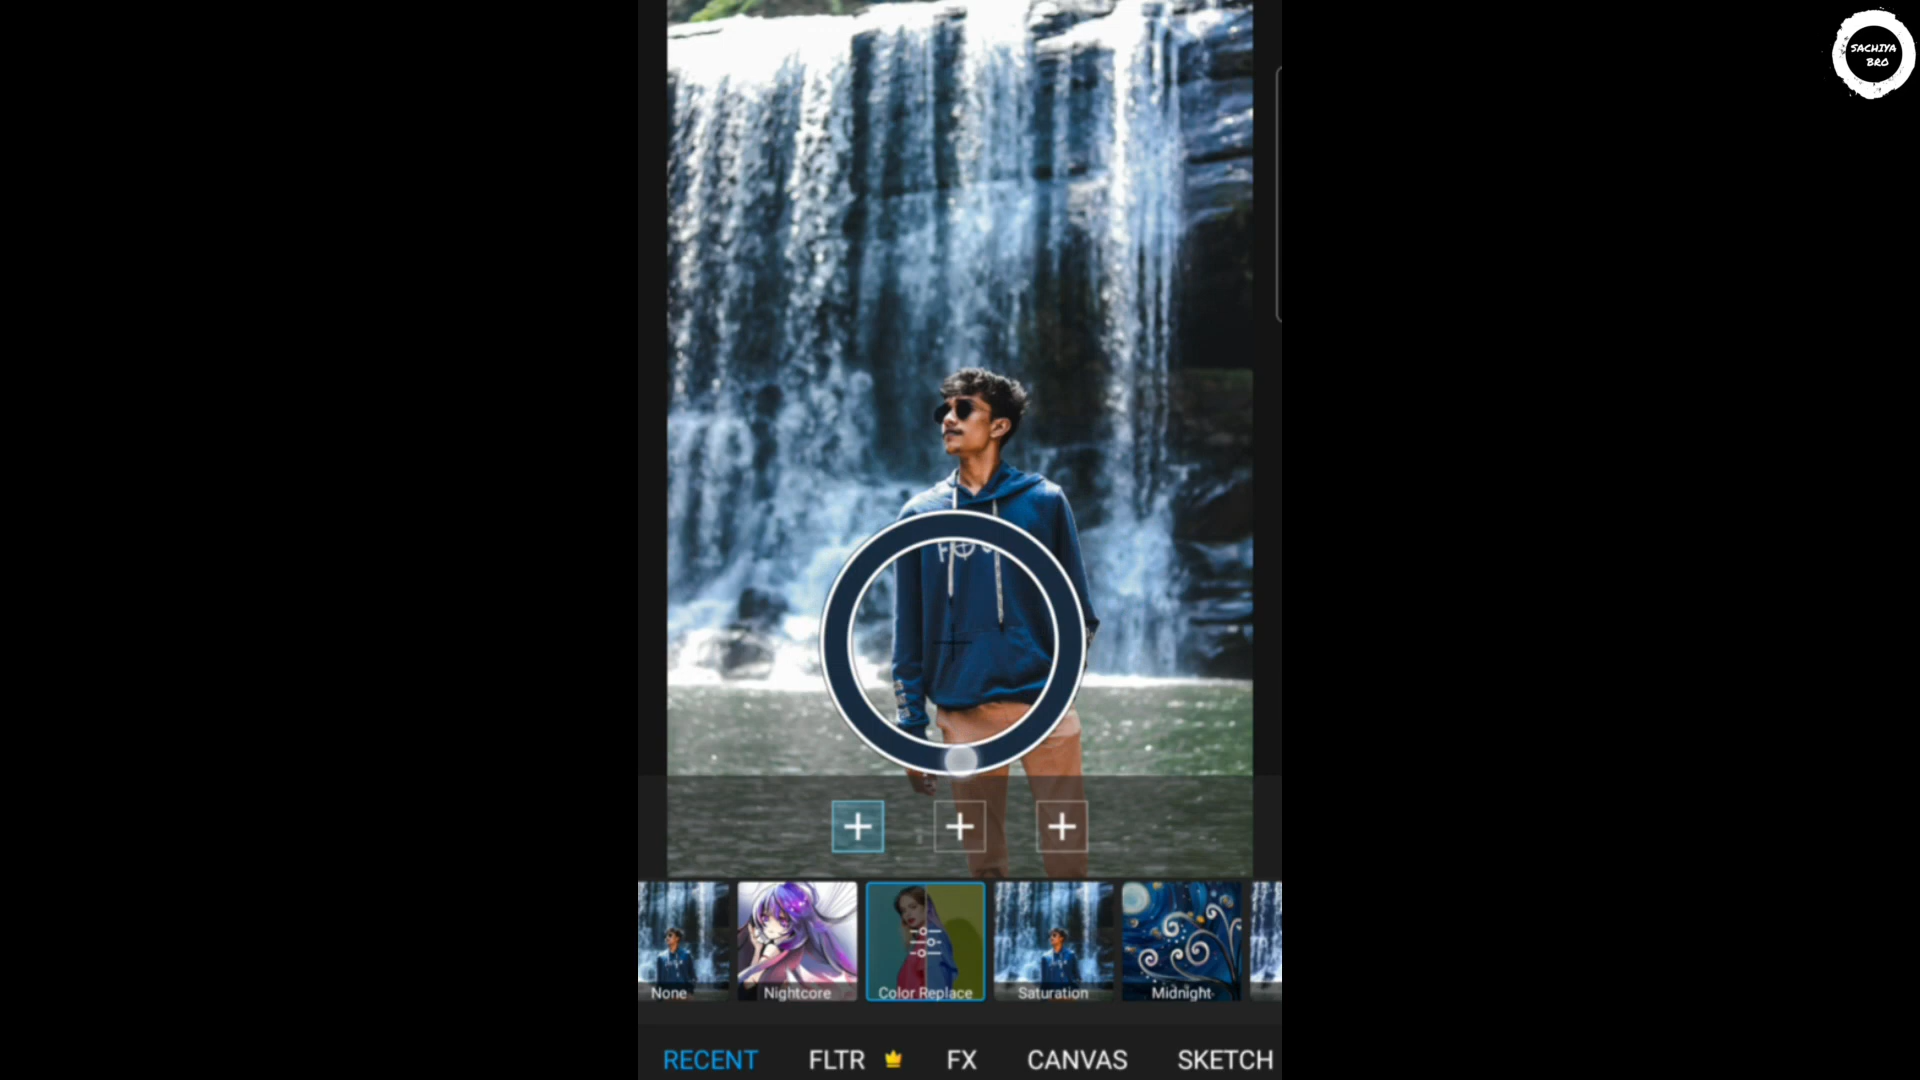 SACHIYA
BRO
None
Nightcore
Color Replace
Saturation
Midnight
RECENT
FLTR
FX
CANVAS
SKETCH